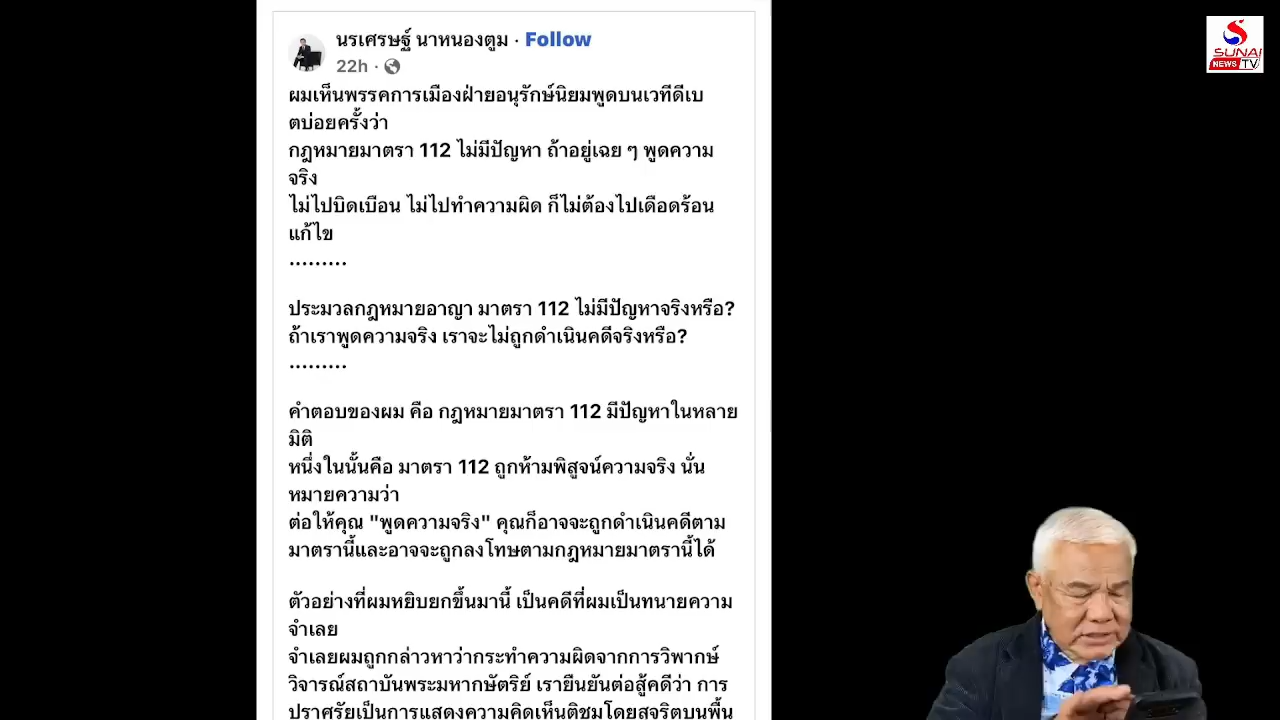 นรเศรษฐ์ นาหนองตูม · Follow
22h ·
ผมเห็นพรรคการเมืองฝ่ายอนุรักษ์นิยมพูดบนเวทีดีเบ
ตบ่อยครั้งว่า
กฎหมายมาตรา 112 ไม่มีปัญหา ถ้าอยู่เฉย ๆ พูดความ
จริง
ไม่ไปบิดเบือน ไม่ไปทำความผิด ก็ไม่ต้องไปเดือดร้อน
แก้ไข
.........
ประมวลกฎหมายอาญา มาตรา 112 ไม่มีปัญหาจริงหรือ?
ถ้าเราพูดความจริง เราจะไม่ถูกดำเนินคดีจริงหรือ?
.........
คำตอบของผม คือ กฎหมายมาตรา 112 มีปัญหาในหลาย
มิติ
หนึ่งในนั้นคือ มาตรา 112 ถูกห้ามพิสูจน์ความจริง นั่น
หมายความว่า
ต่อให้คุณ "พูดความจริง" คุณก็อาจจะถูกดำเนินคดีตาม
มาตรานี้และอาจจะถูกลงโทษตามกฎหมายมาตรานี้ได้
ตัวอย่างที่ผมหยิบยกขึ้นมานี้ เป็นคดีที่ผมเป็นทนายความ
จำเลย
จำเลยผมถูกกล่าวหาว่ากระทำความผิดจากการวิพากษ์
วิจารณ์สถาบันพระมหากษัตริย์ เรายืนยันต่อสู้คดีว่า การ
ปราศรัยเป็นการแสดงความคิดเห็นติชมโดยสุจริตบนพื้น
SUNAI
NEWS TV